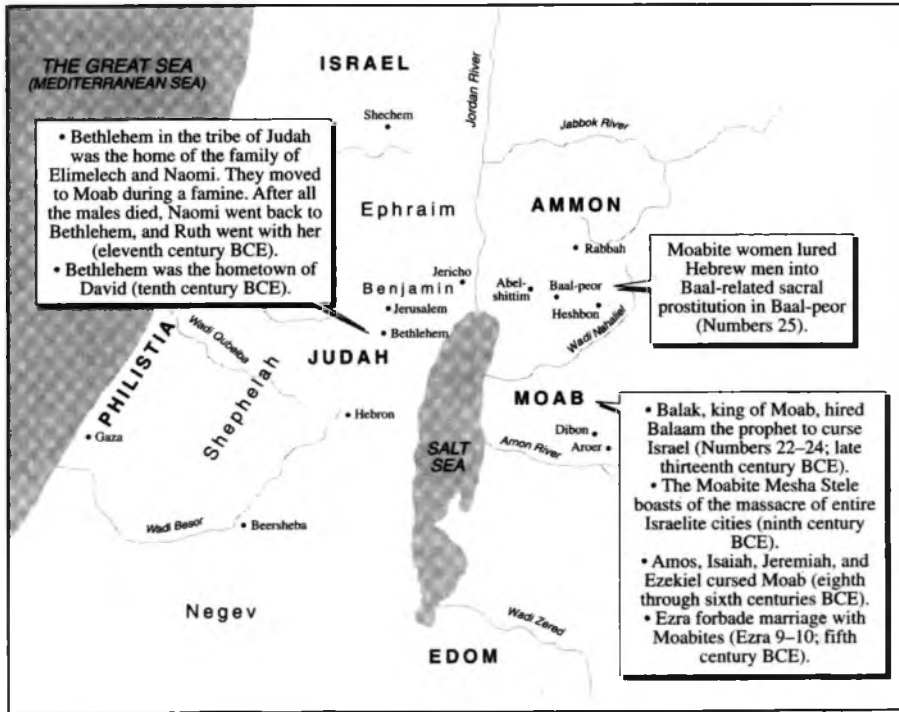 THE GREAT SEA
(MEDITERRANEAN SEA)
ISRAEL
Shechem
Jordan River
Jabbok River
• Bethlehem in the tribe of Judah
was the home of the family of
Elimelech and Naomi. They moved
to Moab during a famine. After all
the males died, Naomi went back to
Bethlehem, and Ruth went with her
(eleventh century BCE).
• Bethlehem was the hometown of
David (tenth century BCE).
Ephraim
AMMON
Rabbah
Jericho
Benjamin
Abel-
shittim
Baal-peor
Heshbon
Jerusalem
Bethlehem
Moabite women lured
Hebrew men into
Baal-related sacral
prostitution in Baal-peor
(Numbers 25).
Wadi Nahaliel
PHILISTIA
Wadi Qubeiba
Shephelah
JUDAH
Hebron
Gaza
MOAB
Dibon
Aroer
Arnon River
SALT
SEA
• Balak, king of Moab, hired
Balaam the prophet to curse
Israel (Numbers 22–24; late
thirteenth century BCE).
• The Moabite Mesha Stele
boasts of the massacre of entire
Israelite cities (ninth century
BCE).
• Amos, Isaiah, Jeremiah, and
Ezekiel cursed Moab (eighth
through sixth centuries BCE).
• Ezra forbade marriage with
Moabites (Ezra 9–10; fifth
century BCE).
Wadi Besor
Beersheba
Negev
Wadi Zered
EDOM